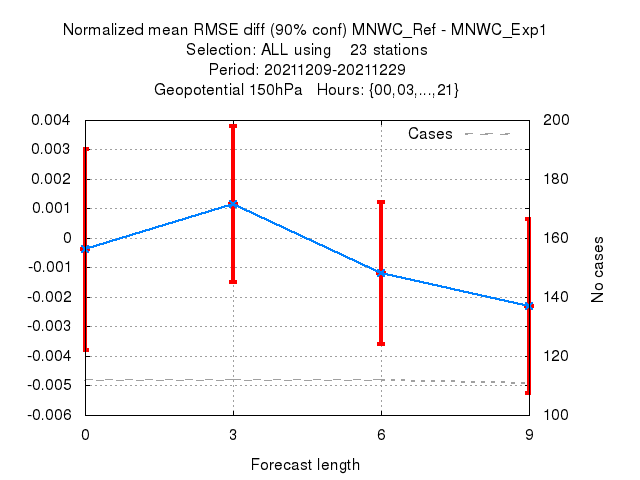 Normalized mean RMSE diff (90% conf) MNWC_Ref - MNWC_Exp1
Selection: ALL using    23 stations
Period: 20211209-20211229
Geopotential 150hPa   Hours: {00,03,...,21}
Cases
0.004
0.003
0.002
0.001
0
-0.001
-0.002
-0.003
-0.004
-0.005
-0.006
200
180
160
140
120
100
No cases
0 3 6 9
Forecast length